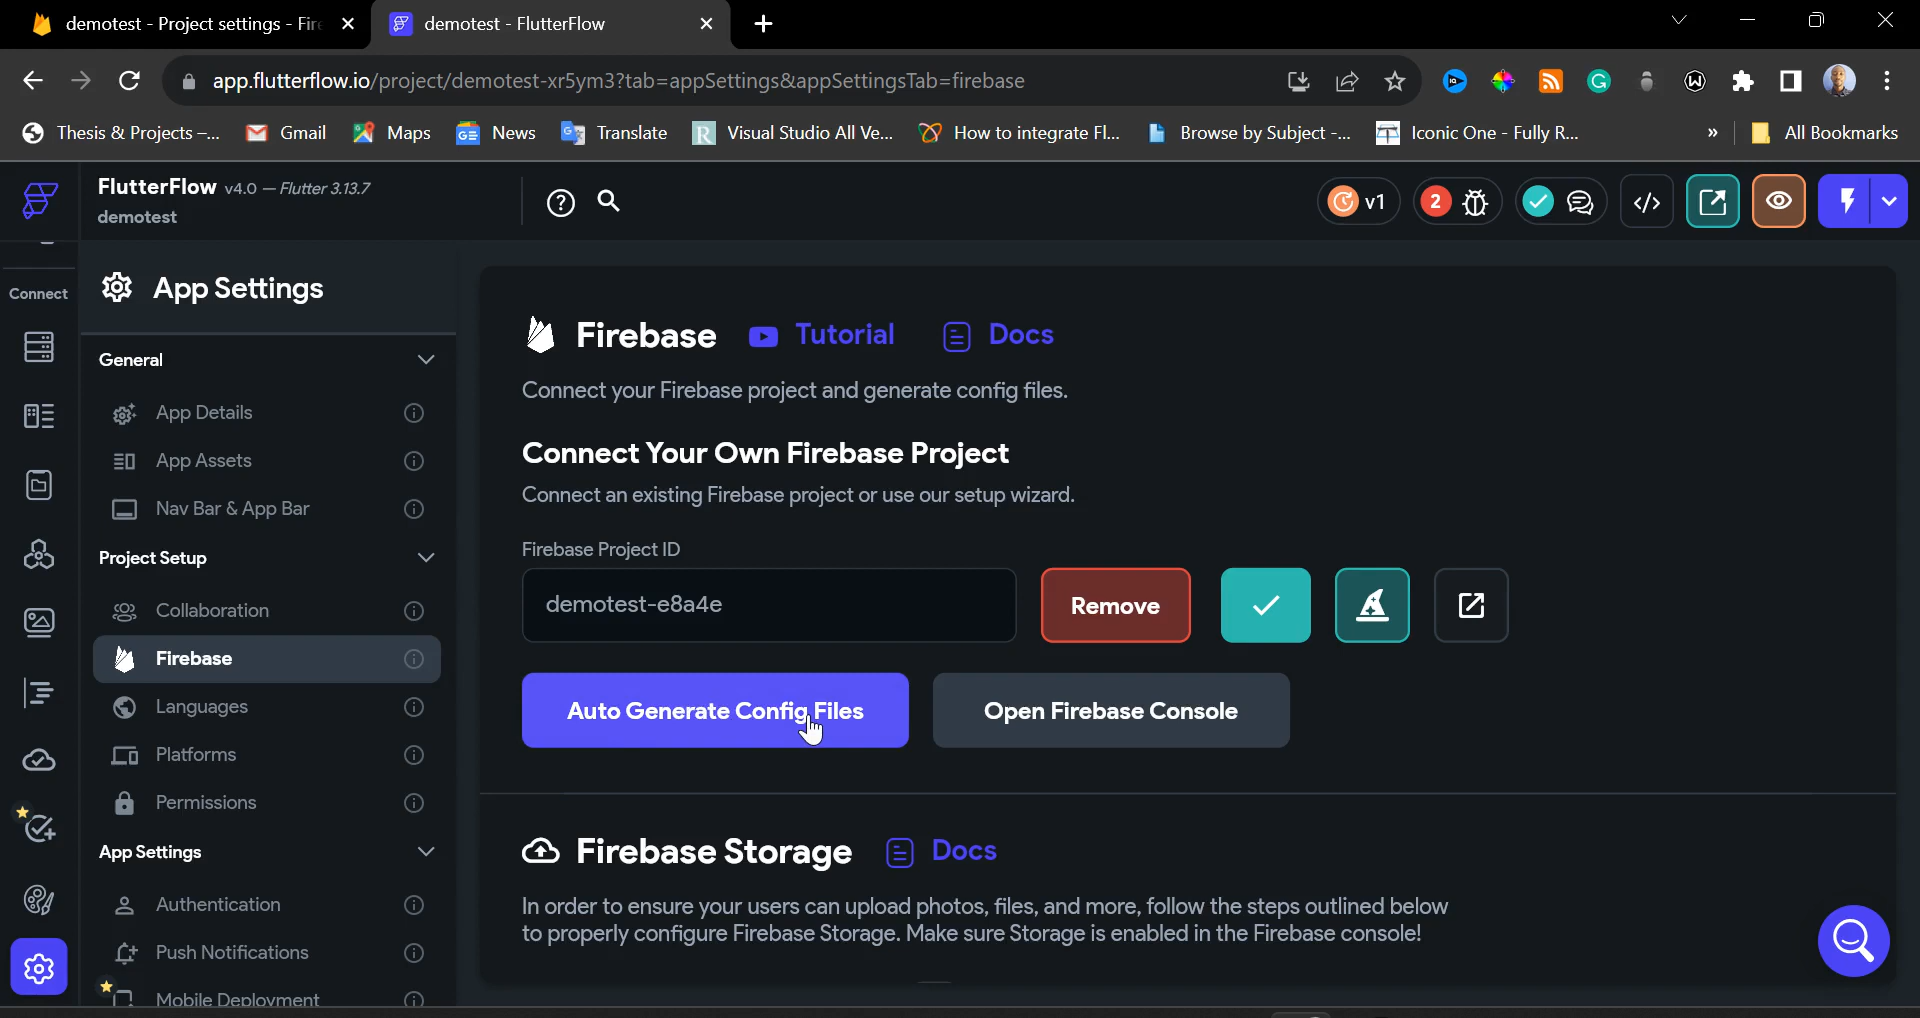 demotest - Project settings - Fire
demotest - FlutterFlow
app.flutterflow.io/project/demotest-xr5ym3?tab=appSettings&appSettingsTab=firebase
Thesis & Projects –...
Gmail
Maps
News
Translate
Visual Studio All Ve...
How to integrate Fl...
Browse by Subject -...
Iconic One - Fully R...
»
All Bookmarks
FlutterFlow v4.0 — Flutter 3.13.7
demotest
v1
2
Connect
App Settings
General
App Details
App Assets
Nav Bar & App Bar
Project Setup
Collaboration
Firebase
Languages
Platforms
Permissions
App Settings
Authentication
Push Notifications
Mobile Deployment
Firebase Tutorial Docs
Connect your Firebase project and generate config files.
Connect Your Own Firebase Project
Connect an existing Firebase project or use our setup wizard.
Firebase Project ID
demotest-e8a4e
Remove
Auto Generate Config Files
Open Firebase Console
Firebase Storage Docs
In order to ensure your users can upload photos, files, and more, follow the steps outlined below
to properly configure Firebase Storage. Make sure Storage is enabled in the Firebase console!